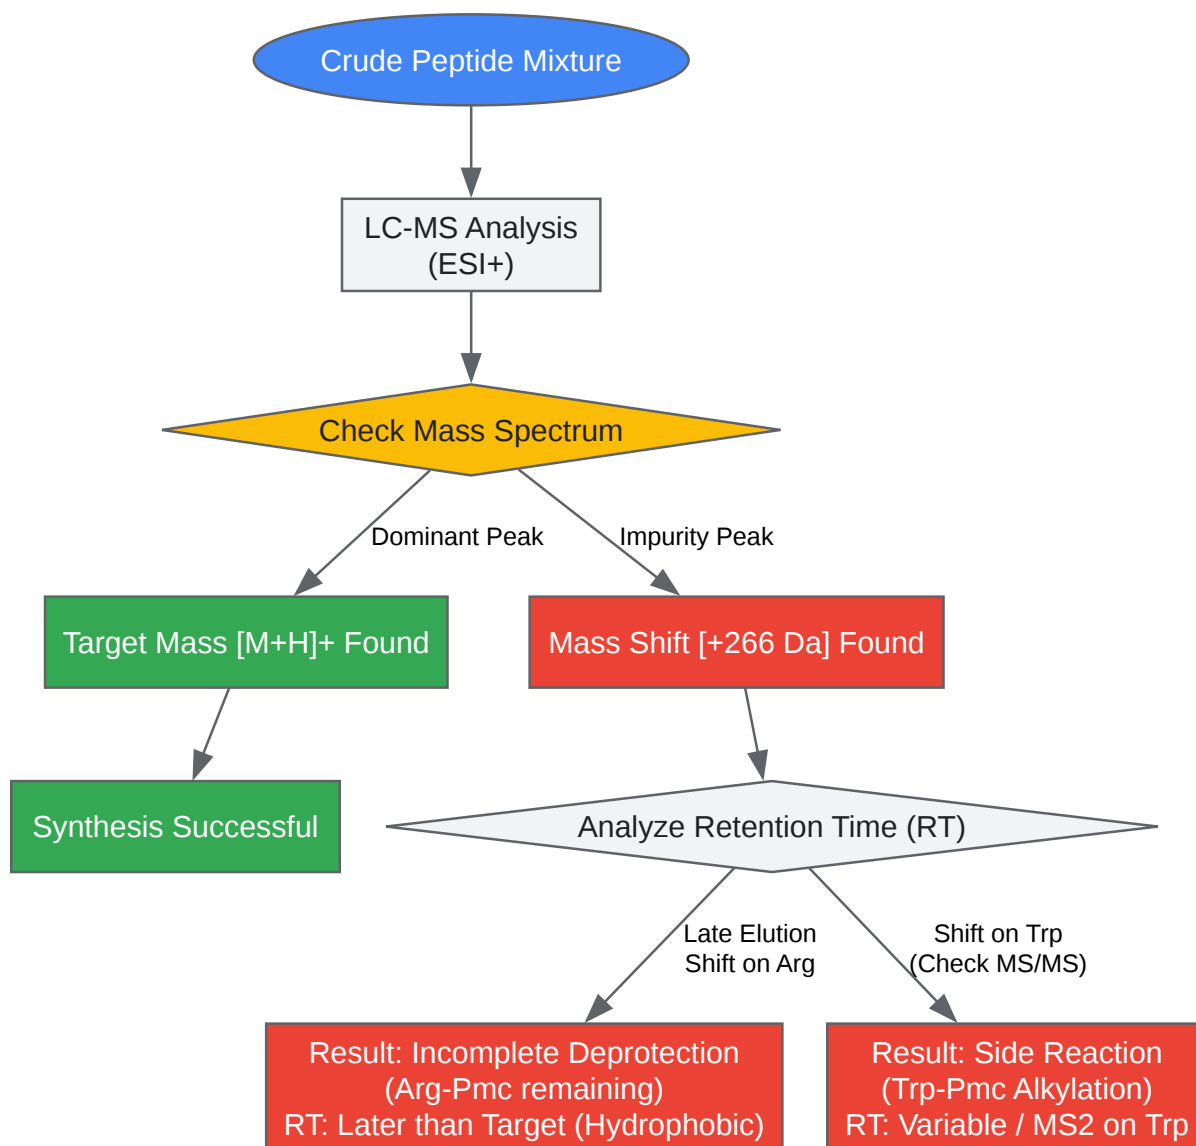 Crude Peptide Mixture
LC-MS Analysis
(ESI+)
Check Mass Spectrum
Dominant Peak
Impurity Peak
Target Mass [M+H]+ Found
Mass Shift [+266 Da] Found
Synthesis Successful
Analyze Retention Time (RT)
Late Elution
Shift on Arg
Shift on Trp
(Check MS/MS)
Result: Incomplete Deprotection
(Arg-Pmc remaining)
RT: Later than Target (Hydrophobic)
Result: Side Reaction
(Trp-Pmc Alkylation)
RT: Variable / MS2 on Trp